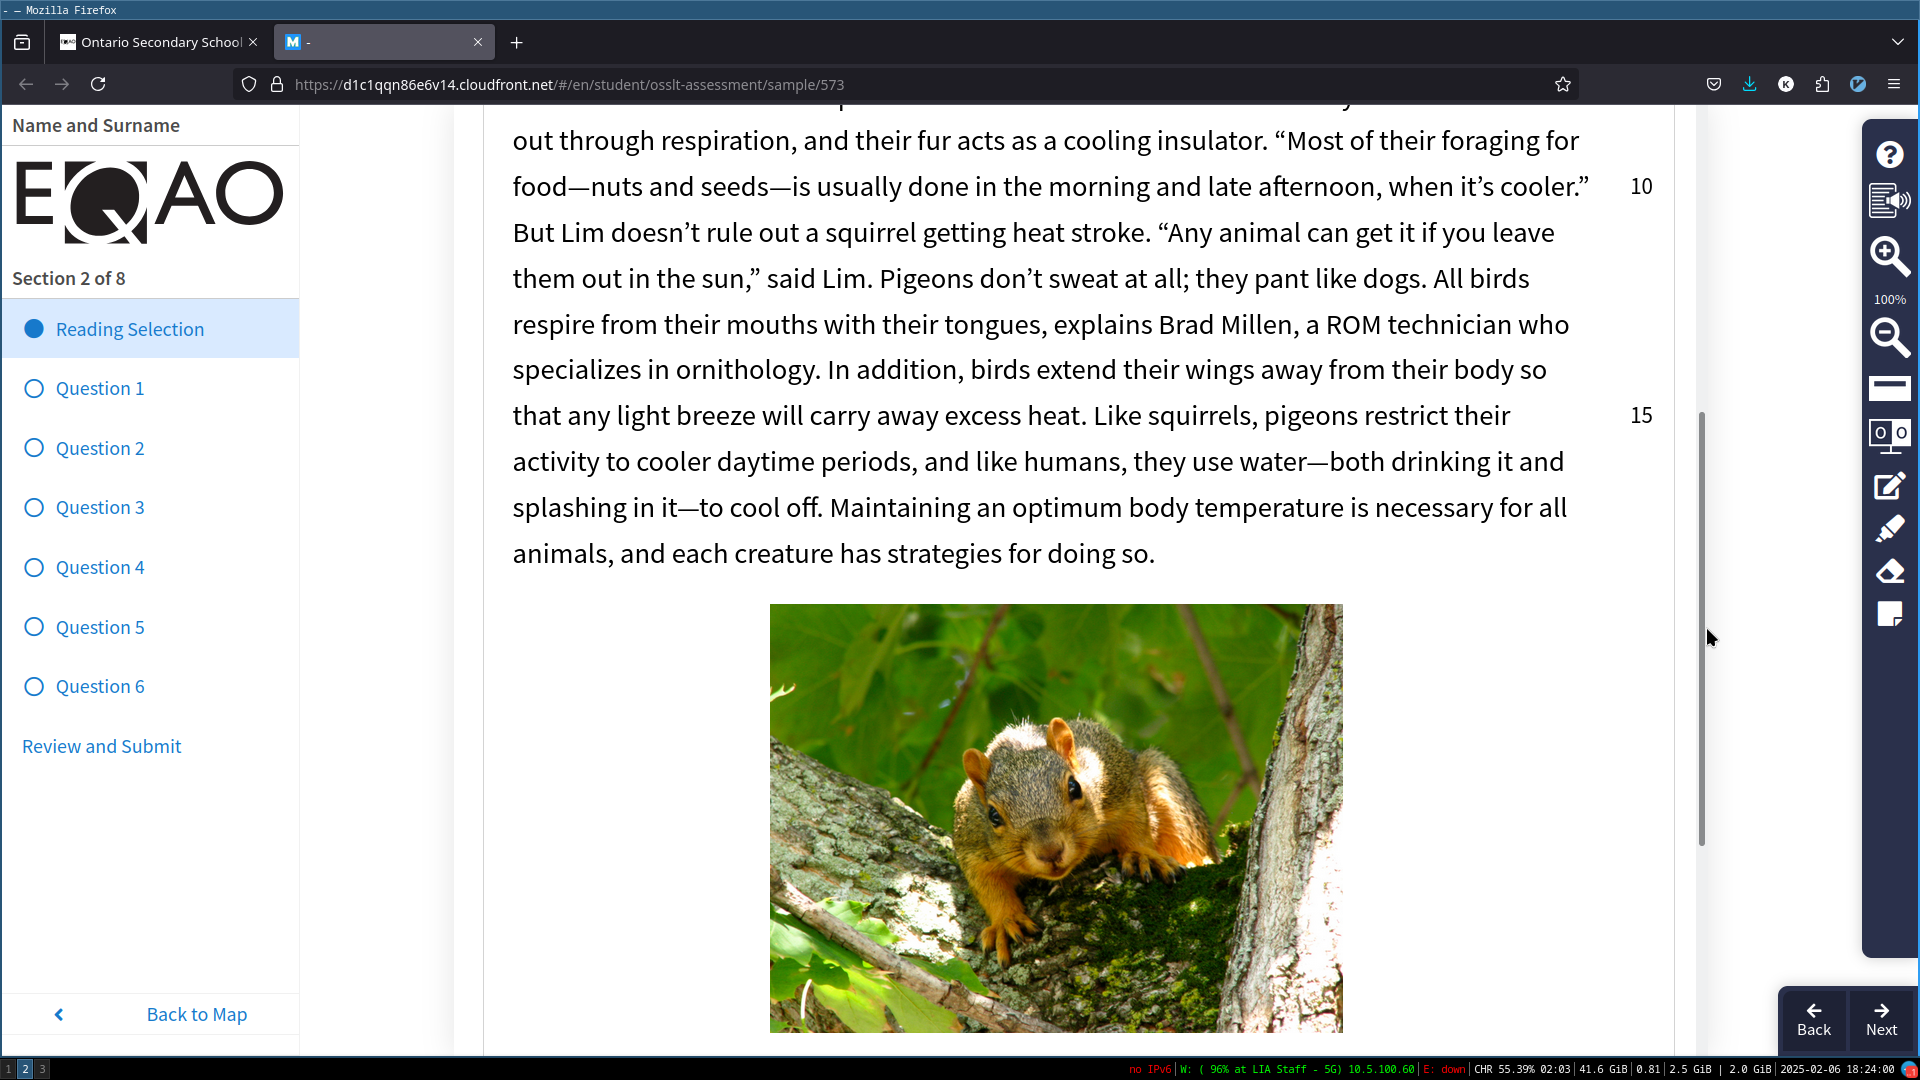 - — Mozilla Firefox
Ontario Secondary School
M -
https://d1c1qqn86e6v14.cloudfront.net/#/en/student/osslt-assessment/sample/573
K
Name and Surname
EQAO
Section 2 of 8
Reading Selection
Question 1
Question 2
Question 3
Question 4
Question 5
Question 6
Review and Submit
Back to Map
out through respiration, and their fur acts as a cooling insulator. “Most of their foraging for
food—nuts and seeds—is usually done in the morning and late afternoon, when it’s cooler.” 10
But Lim doesn’t rule out a squirrel getting heat stroke. “Any animal can get it if you leave
them out in the sun,” said Lim. Pigeons don’t sweat at all; they pant like dogs. All birds
respire from their mouths with their tongues, explains Brad Millen, a ROM technician who
specializes in ornithology. In addition, birds extend their wings away from their body so
that any light breeze will carry away excess heat. Like squirrels, pigeons restrict their 15
activity to cooler daytime periods, and like humans, they use water—both drinking it and
splashing in it—to cool off. Maintaining an optimum body temperature is necessary for all
animals, and each creature has strategies for doing so.
?
100%
Back
Next
1 2 3
no IPv6 | W: ( 96% at LIA Staff - 5G) 10.5.100.60 | E: down | CHR 55.39% 02:03 | 41.6 GiB | 0.81 | 2.5 GiB | 2.0 GiB | 2025-02-06 18:24:00